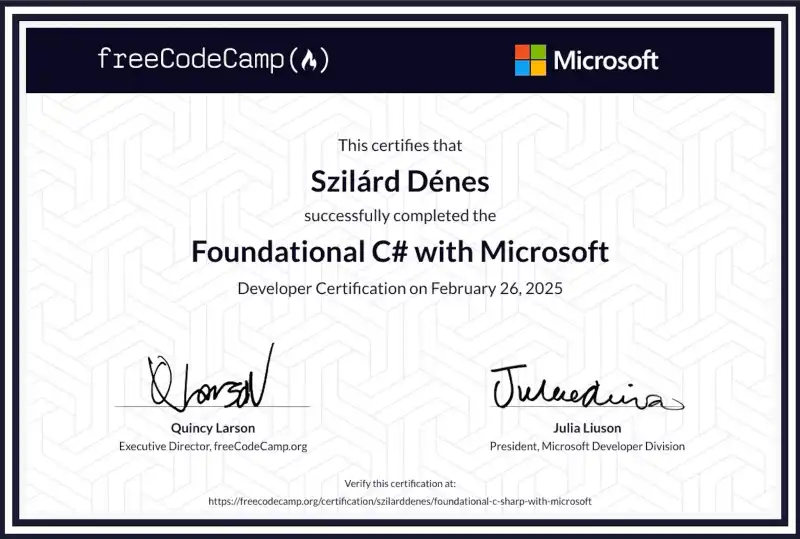 freeCodeCamp(🔥)
Microsoft
This certifies that
Szilárd Dénes
successfully completed the
Foundational C# with Microsoft
Developer Certification on February 26, 2025
Quincy Larson
Executive Director, freeCodeCamp.org
Julia Liuson
President, Microsoft Developer Division
Verify this certification at:
https://freecodecamp.org/certification/szilarddenes/foundational-c-sharp-with-microsoft